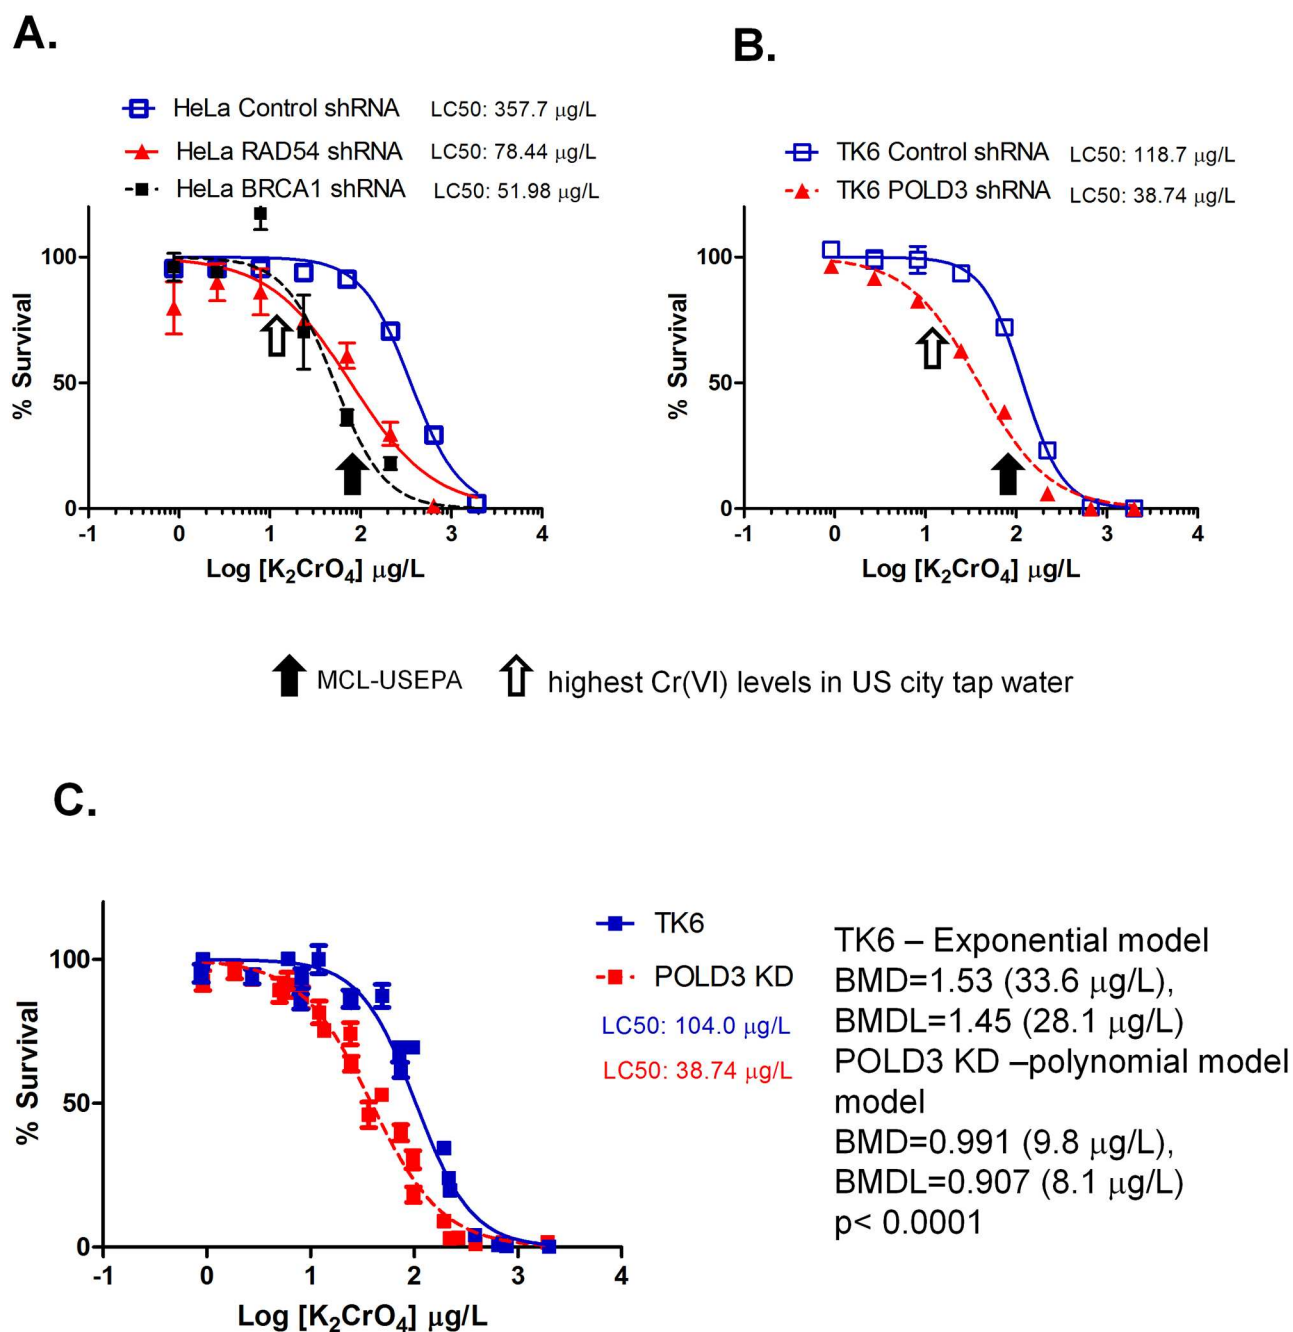 A.
HeLa Control shRNA LC50: 357.7 µg/L
HeLa RAD54 shRNA LC50: 78.44 µg/L
HeLa BRCA1 shRNA LC50: 51.98 µg/L
% Survival
100
50
0
-1 0 1 2 3 4
Log [K₂CrO₄] µg/L
B.
TK6 Control shRNA LC50: 118.7 µg/L
TK6 POLD3 shRNA LC50: 38.74 µg/L
% Survival
100
50
0
-1 0 1 2 3 4
Log [K₂CrO₄] µg/L
MCL-USEPA highest Cr(VI) levels in US city tap water
C.
% Survival
100
50
0
-1 0 1 2 3 4
Log [K₂CrO₄] µg/L
TK6
POLD3 KD
LC50: 104.0 µg/L
LC50: 38.74 µg/L
TK6 – Exponential model
BMD=1.53 (33.6 µg/L),
BMDL=1.45 (28.1 µg/L)
POLD3 KD –polynomial model
model
BMD=0.991 (9.8 µg/L),
BMDL=0.907 (8.1 µg/L)
p< 0.0001